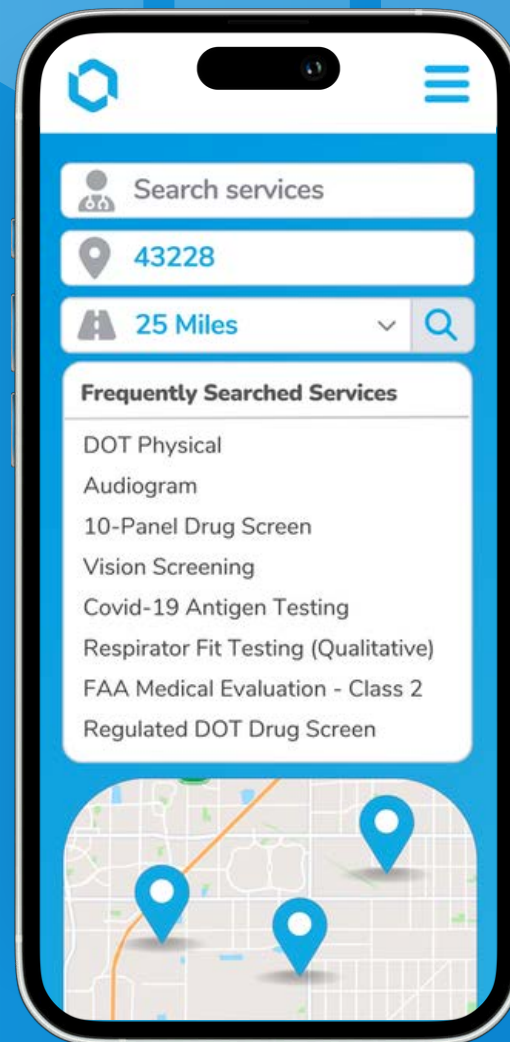 Search services
43228
25 Miles
Frequently Searched Services
DOT Physical
Audiogram
10-Panel Drug Screen
Vision Screening
Covid-19 Antigen Testing
Respirator Fit Testing (Qualitative)
FAA Medical Evaluation - Class 2
Regulated DOT Drug Screen